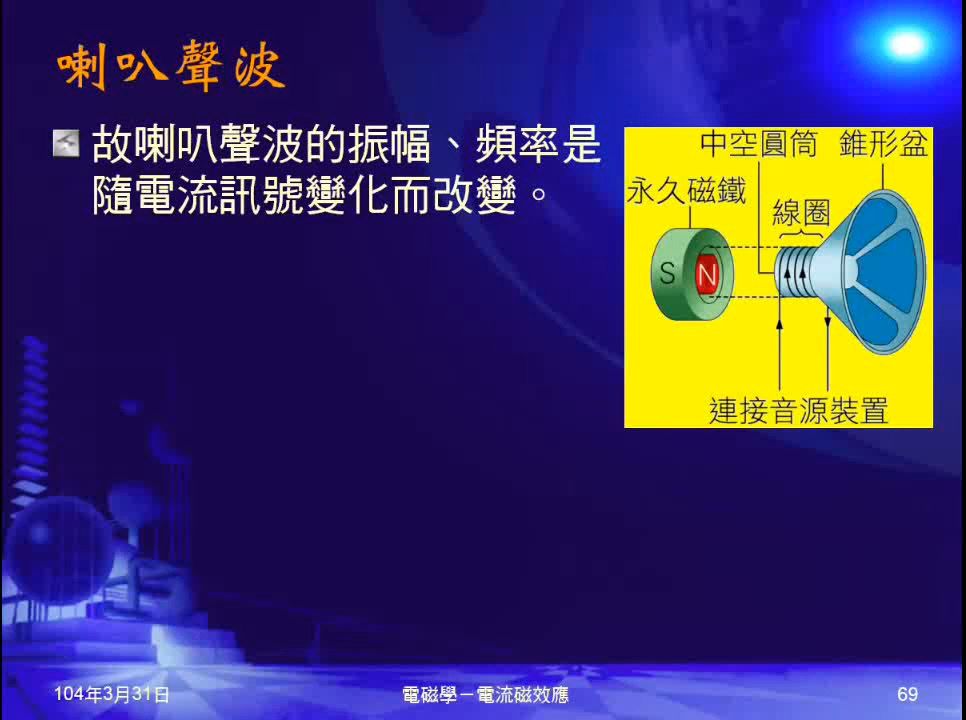 喇叭聲波
故喇叭聲波的振幅、頻率是
隨電流訊號變化而改變。
中空圓筒 錐形盆
永久磁鐵
線圈
S N
連接音源裝置
104年3月31日 電磁學－電流磁效應 69